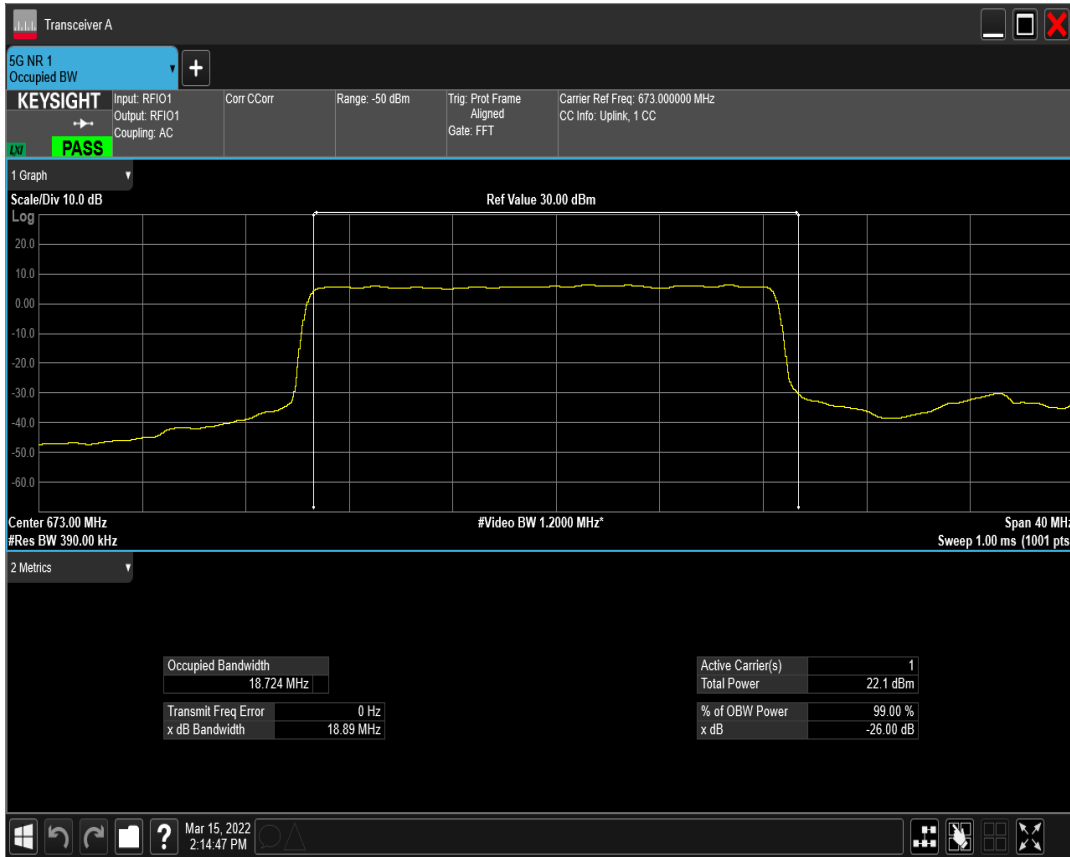 Transceiver A
5G NR 1
Occupied BW
KEYSIGHT
LXI
PASS
Input: RFIO1
Output: RFIO1
Coupling: AC
Corr CCorr
Range: -50 dBm
Trig: Prot Frame
Aligned
Gate: FFT
Carrier Ref Freq: 673.000000 MHz
CC Info: Uplink, 1 CC
1 Graph
Scale/Div 10.0 dB
Ref Value 30.00 dBm
Log
20.0
10.0
0.00
-10.0
-20.0
-30.0
-40.0
-50.0
-60.0
Center 673.00 MHz
#Video BW 1.2000 MHz*
Span 40 MHz
#Res BW 390.00 kHz
Sweep 1.00 ms (1001 pts
2 Metrics
Occupied Bandwidth
18.724 MHz
Transmit Freq Error 0 Hz
x dB Bandwidth 18.89 MHz
Active Carrier(s) 1
Total Power 22.1 dBm
% of OBW Power 99.00 %
x dB -26.00 dB
?
Mar 15, 2022
2:14:47 PM